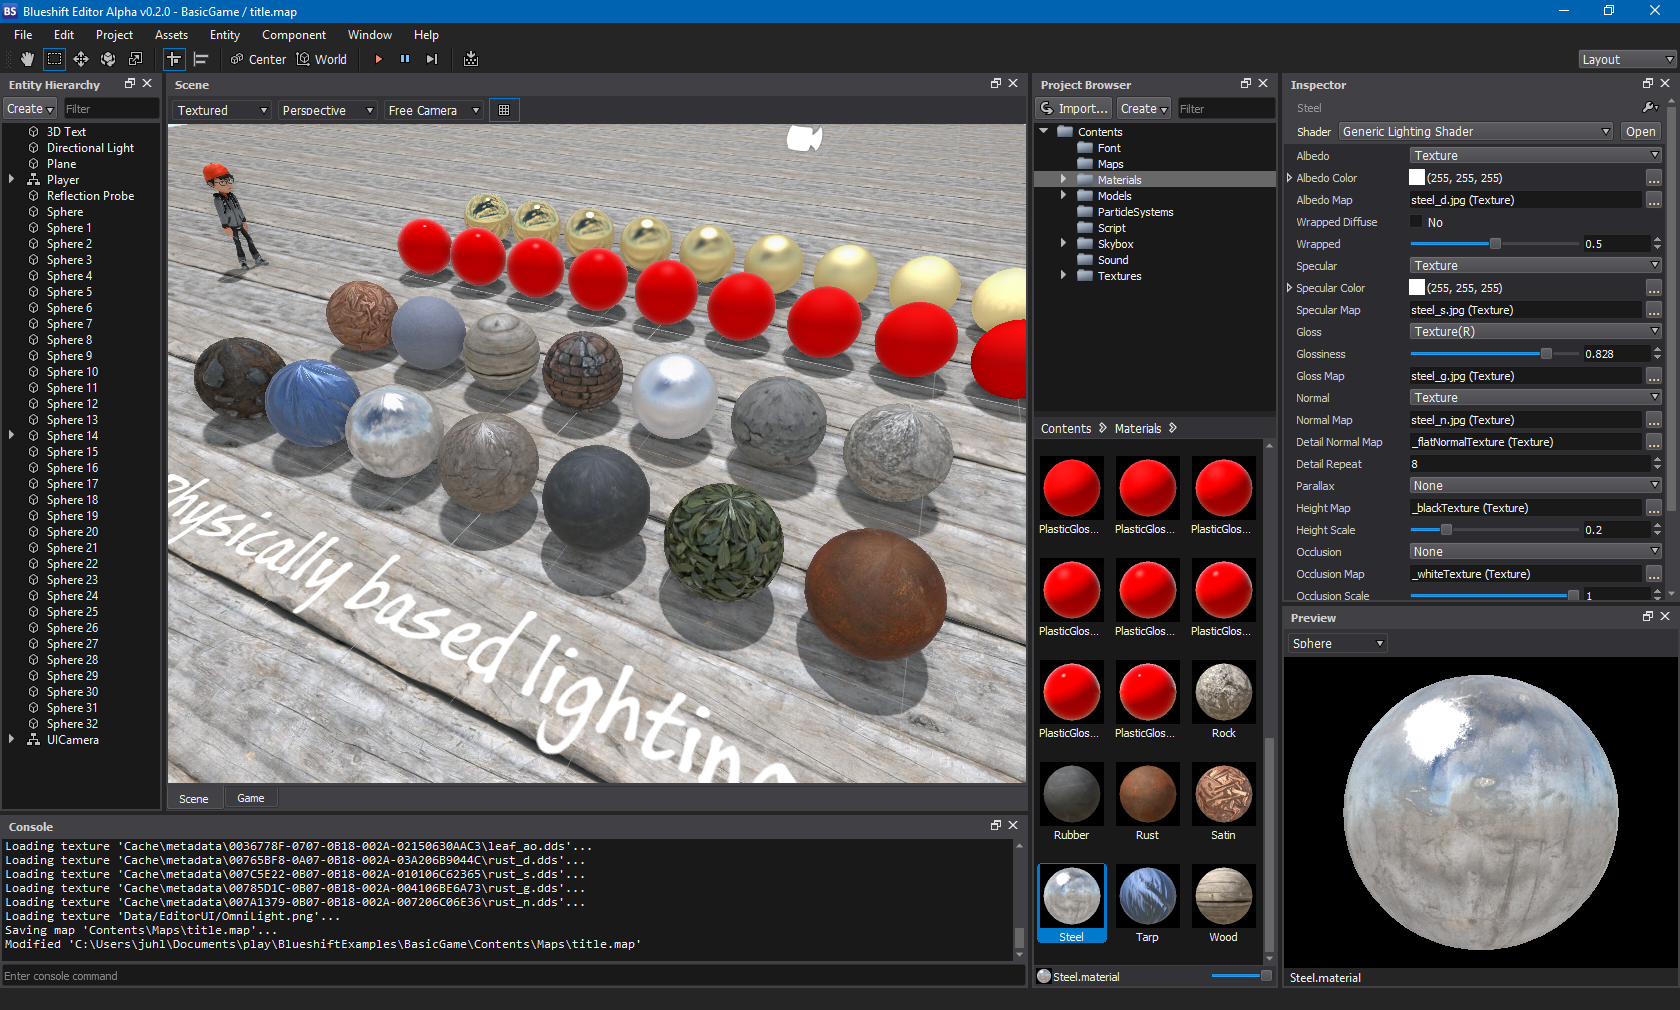 BS Blueshift Editor Alpha v0.2.0 - BasicGame / title.map
File Edit Project Assets Entity Component Window Help
Center World Layout
Entity Hierarchy
Create Filter
3D Text
Directional Light
Plane
Player
Reflection Probe
Sphere
Sphere 1
Sphere 2
Sphere 3
Sphere 4
Sphere 5
Sphere 6
Sphere 7
Sphere 8
Sphere 9
Sphere 10
Sphere 11
Sphere 12
Sphere 13
Sphere 14
Sphere 15
Sphere 16
Sphere 17
Sphere 18
Sphere 19
Sphere 20
Sphere 21
Sphere 22
Sphere 23
Sphere 24
Sphere 25
Sphere 26
Sphere 27
Sphere 28
Sphere 29
Sphere 30
Sphere 31
Sphere 32
UICamera
Scene
Textured Perspective Free Camera
Physically based lighting
Scene Game
Console
Loading texture 'Cache\metadata\0036778F-0707-0B18-002A-02150630AAC3\leaf_ao.dds'...
Loading texture 'Cache\metadata\00765BF8-0A07-0B18-002A-03A206B9044C\rust_d.dds'...
Loading texture 'Cache\metadata\007C5E22-0B07-0B18-002A-010106C62365\rust_s.dds'...
Loading texture 'Cache\metadata\00785D1C-0B07-0B18-002A-004106BE6A73\rust_g.dds'...
Loading texture 'Cache\metadata\007A1379-0B07-0B18-002A-007206C06E36\rust_n.dds'...
Loading texture 'Data/EditorUI/OmniLight.png'...
Saving map 'Contents\Maps\title.map'...
Modified 'C:\Users\juhl\Documents\play\BlueshiftExamples\BasicGame\Contents\Maps\title.map'
Enter console command
Project Browser
Import... Create Filter
Contents
Font
Maps
Materials
Models
ParticleSystems
Script
Skybox
Sound
Textures
Contents Materials
PlasticGlos... PlasticGlos... PlasticGlos...
PlasticGlos... PlasticGlos... PlasticGlos...
PlasticGlos... PlasticGlos... Rock
Rubber Rust Satin
Steel Tarp Wood
Steel.material
Inspector
Steel
Shader Generic Lighting Shader Open
Albedo Texture
Albedo Color (255, 255, 255) ...
Albedo Map steel_d.jpg (Texture) ...
Wrapped Diffuse No
Wrapped 0.5
Specular Texture
Specular Color (255, 255, 255) ...
Specular Map steel_s.jpg (Texture) ...
Gloss Texture(R)
Glossiness 0.828
Gloss Map steel_g.jpg (Texture) ...
Normal Texture
Normal Map steel_n.jpg (Texture) ...
Detail Normal Map _flatNormalTexture (Texture) ...
Detail Repeat 8
Parallax None
Height Map _blackTexture (Texture) ...
Height Scale 0.2
Occlusion None
Occlusion Map _whiteTexture (Texture) ...
Occlusion Scale 1
Preview
Sphere
Steel.material